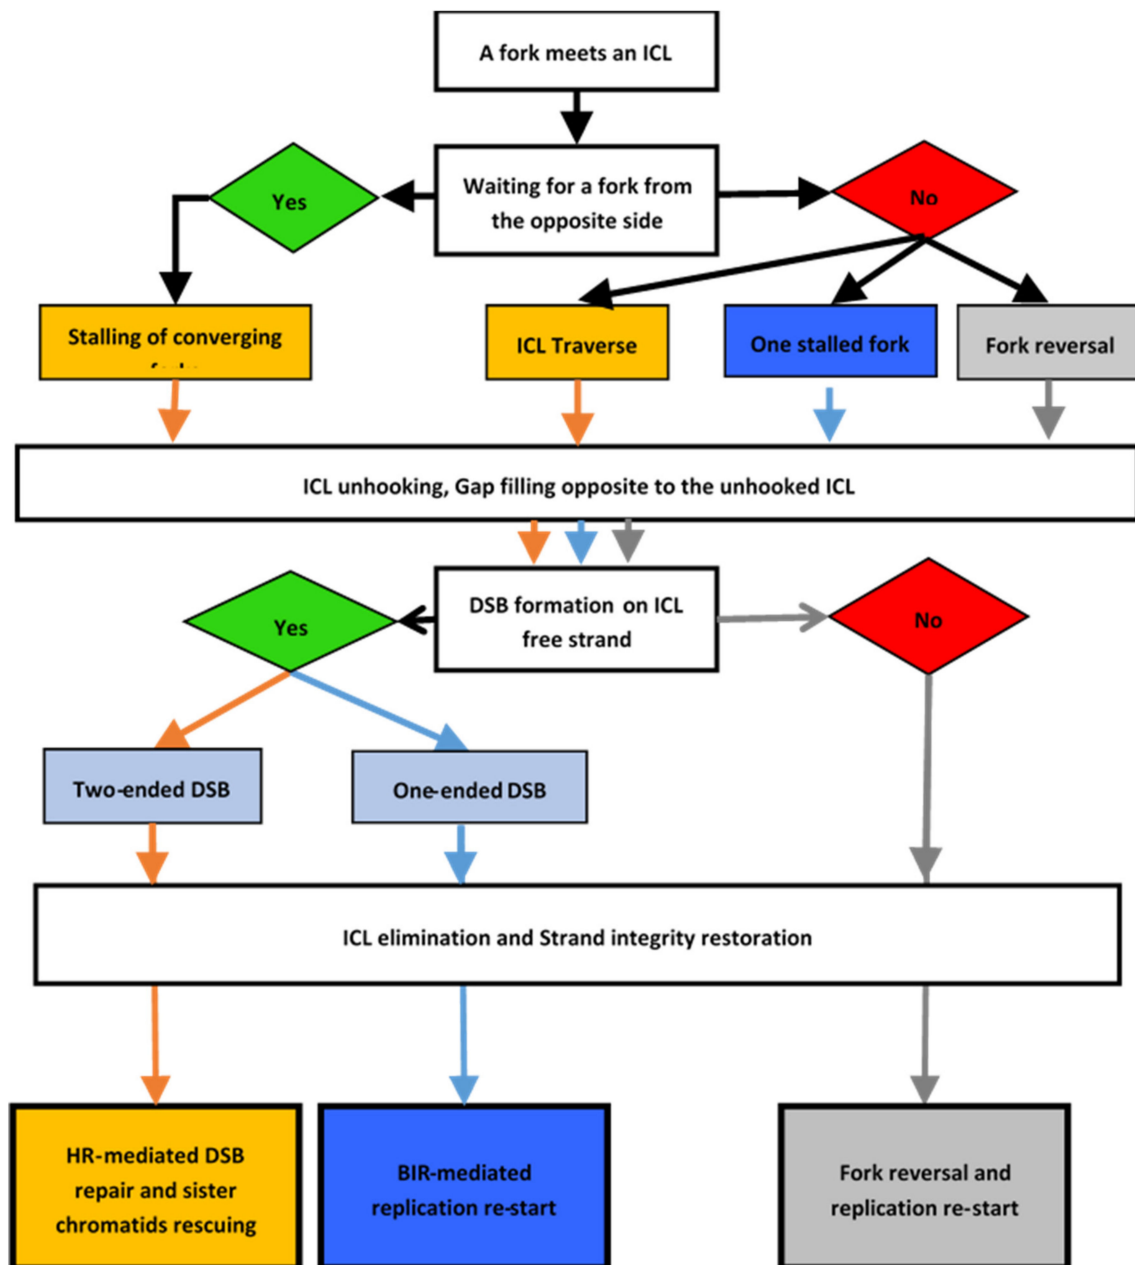 A fork meets an ICL
Waiting for a fork from
the opposite side
Yes
No
Stalling of converging
ICL Traverse
One stalled fork
Fork reversal
ICL unhooking, Gap filling opposite to the unhooked ICL
DSB formation on ICL
free strand
Yes
No
Two-ended DSB
One-ended DSB
ICL elimination and Strand integrity restoration
HR-mediated DSB
repair and sister
chromatids rescuing
BIR-mediated
replication re-start
Fork reversal and
replication re-start